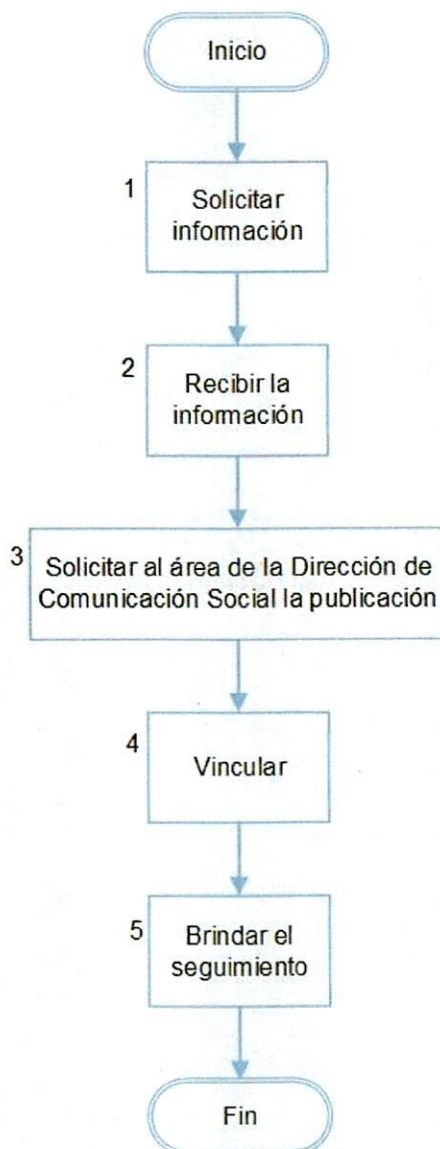 Inicio
1
Solicitar
información
2
Recibir la
información
3
Solicitar al área de la Dirección de
Comunicación Social la publicación
4
Vincular
5
Brindar el
seguimiento
Fin